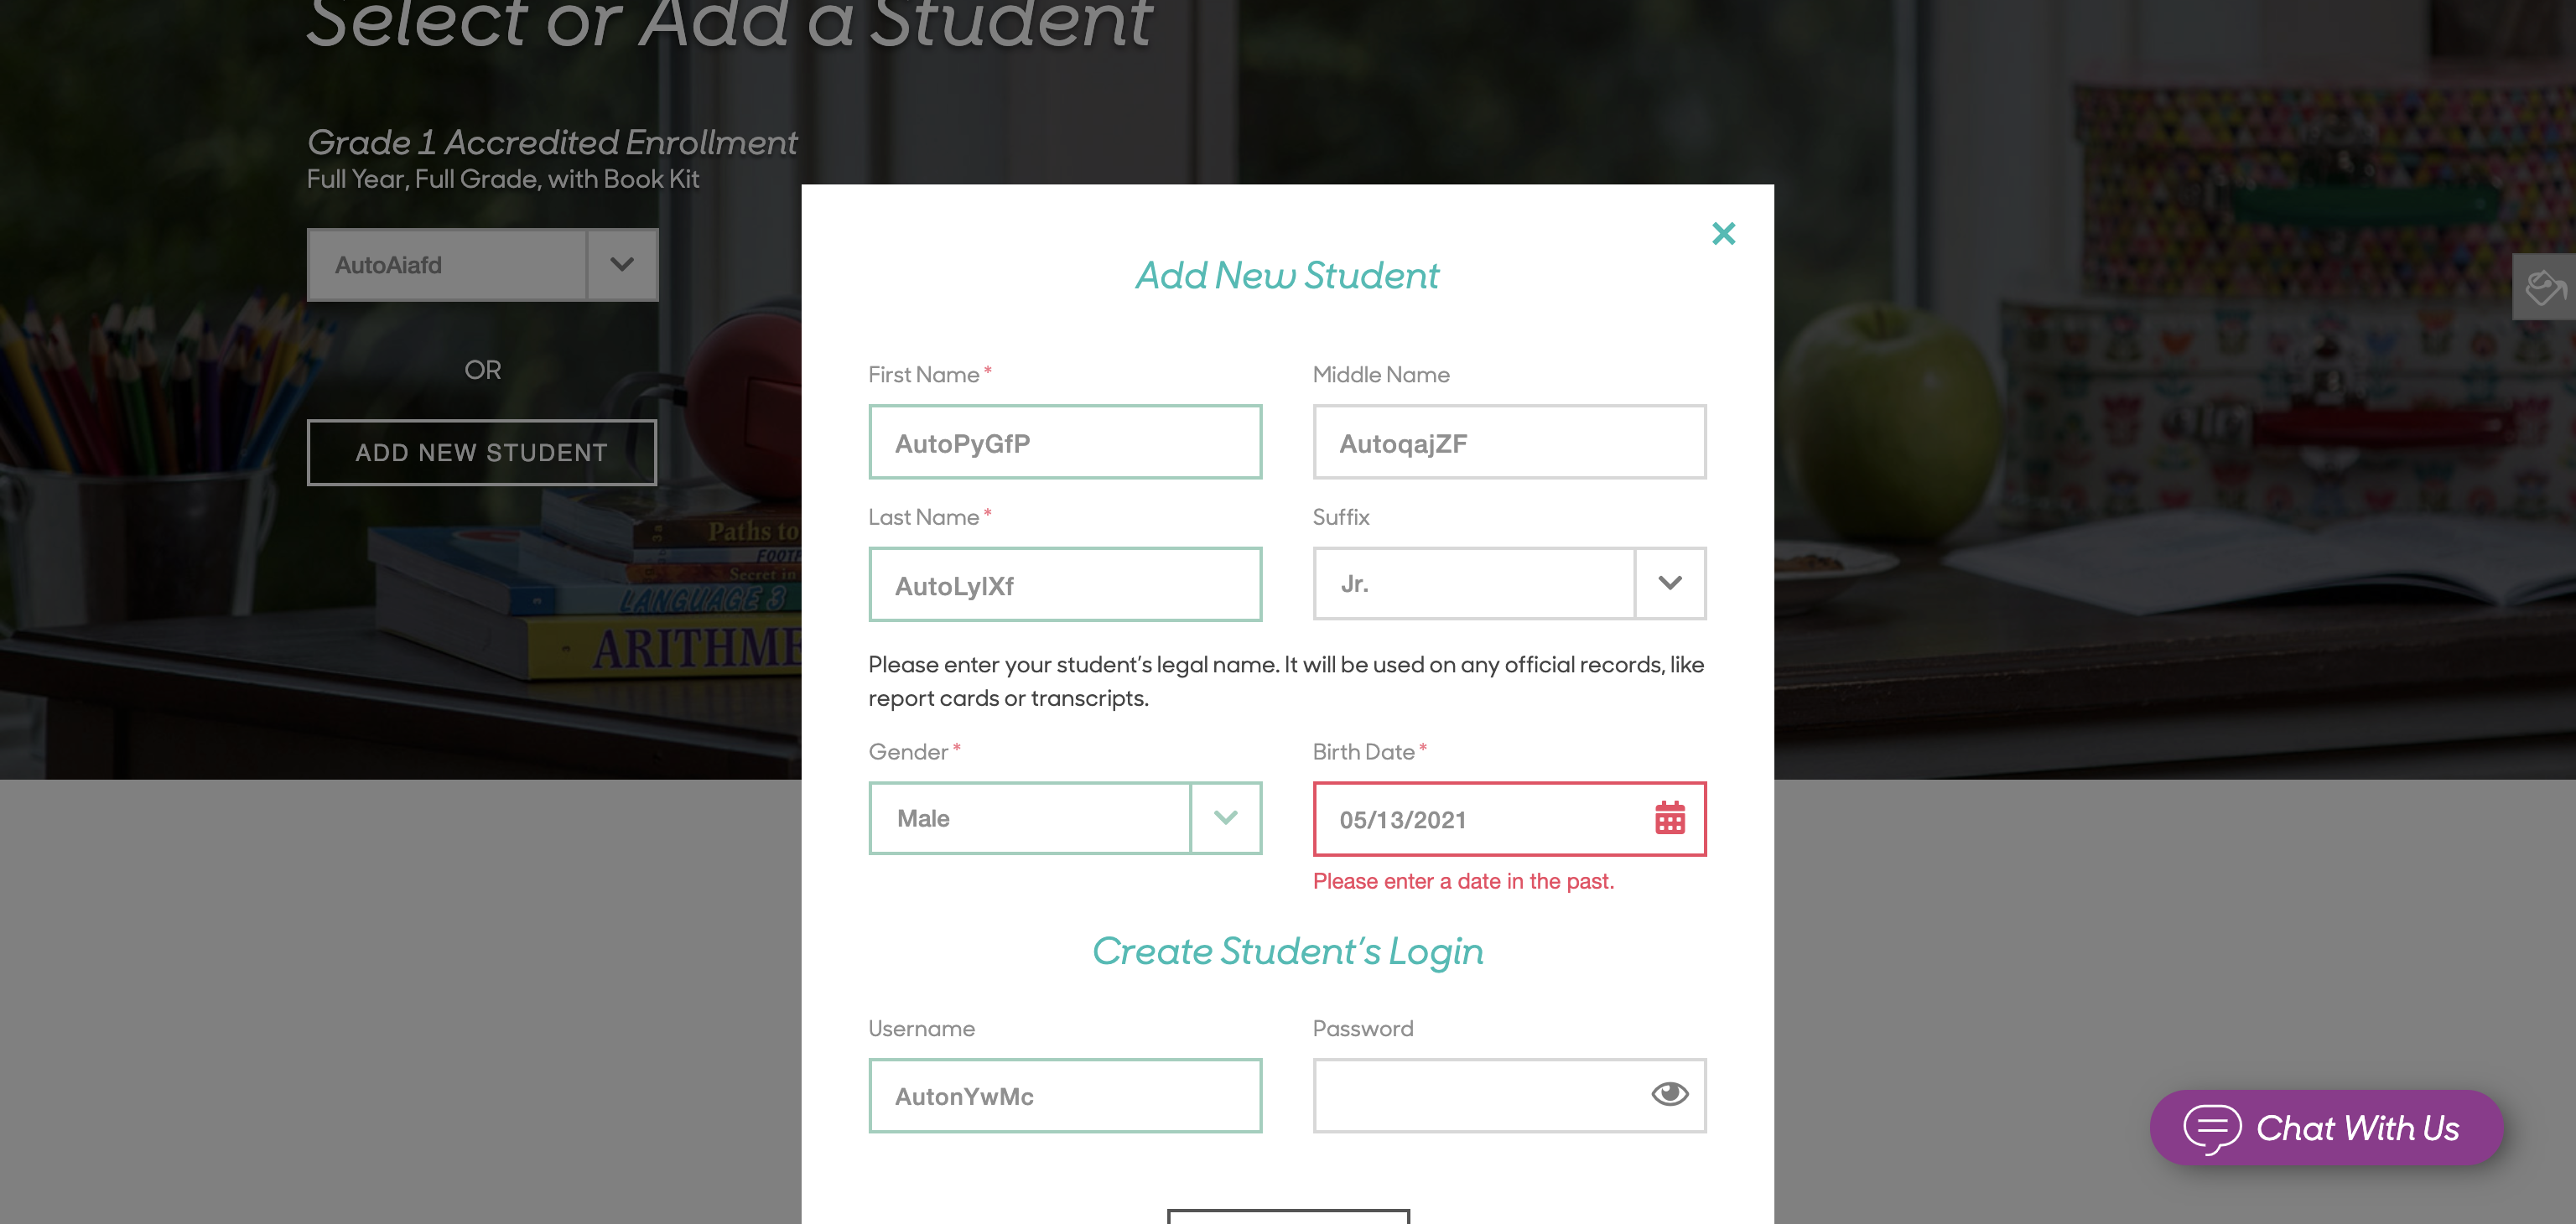 Select or Add a Student
Grade 1 Accredited Enrollment
Full Year, Full Grade, with Book Kit
AutoAiafd
OR
ADD NEW STUDENT
Paths to
Secret in
LANGUAGE 3
ARITHME
Add New Student
First Name *
Middle Name
AutoPyGfP
AutoqajZF
Last Name *
Suffix
AutoLylXf
Jr.
Please enter your student's legal name. It will be used on any official records, like
report cards or transcripts.
Gender *
Birth Date *
Male
05/13/2021
Please enter a date in the past.
Create Student's Login
Username
Password
AutonYwMc
Chat With Us